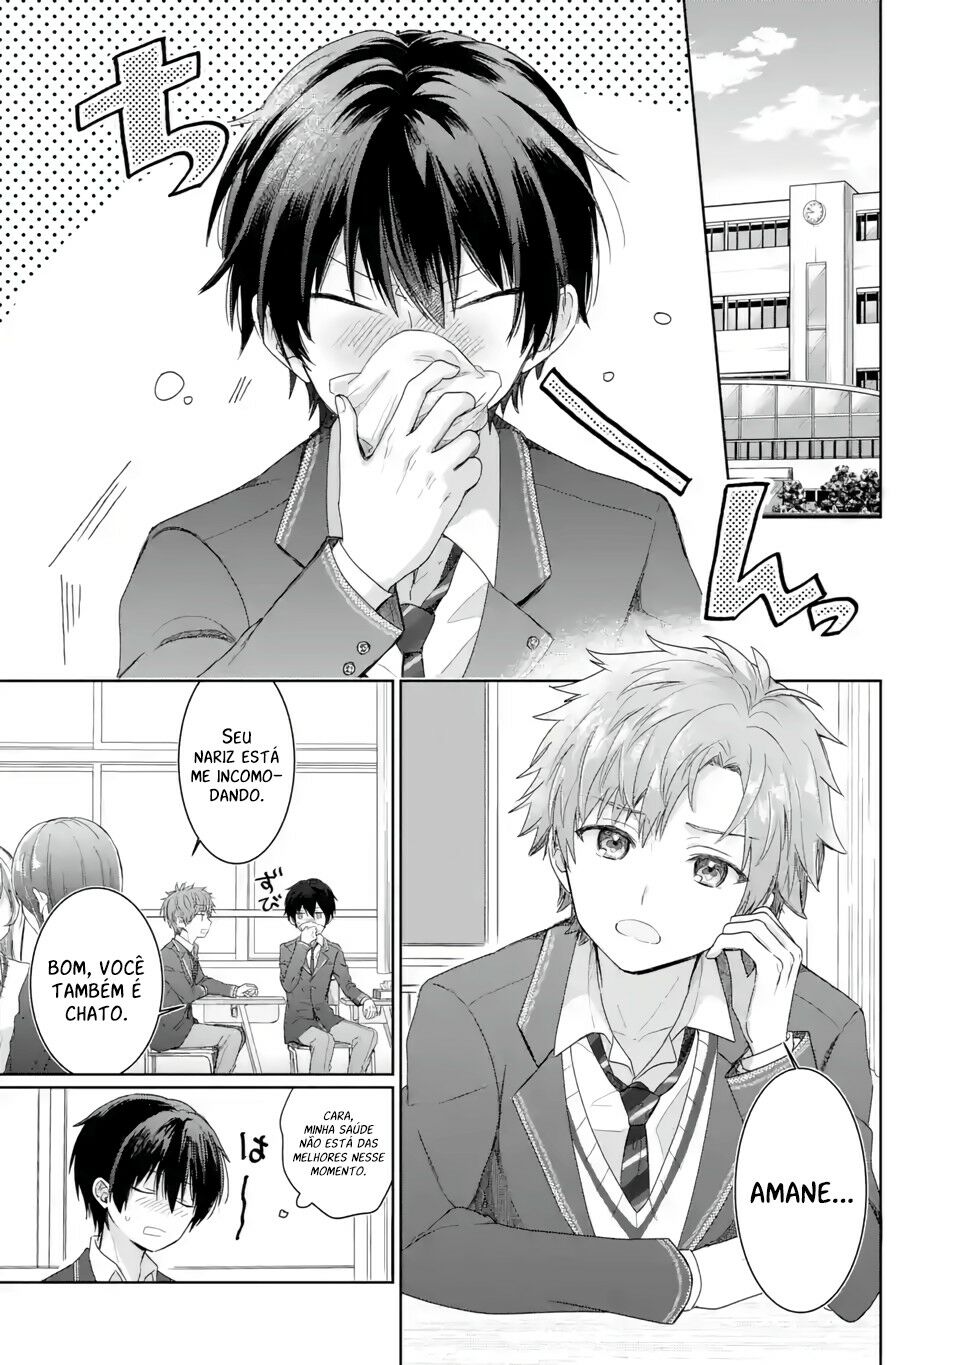 ちーんっ
AMANE...
SEU
NARIZ ESTÁ
ME INCOMO-
DANDO.
ずび
BOM, VOCÊ
TAMBÉM É
CHATO.
CARA,
MINHA SAÚDE
NÃO ESTÁ DAS
MELHORES NESSE
MOMENTO.
はー